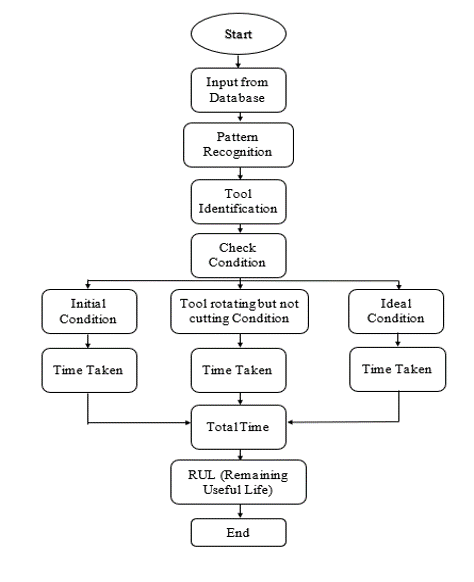 Start
Input from
Database
Pattern
Recognition
Tool
Identification
Check
Condition
Initial
Condition
Tool rotating but not
cutting Condition
Ideal
Condition
Time Taken
Time Taken
Time Taken
Total Time
RUL (Remaining
Useful Life)
End